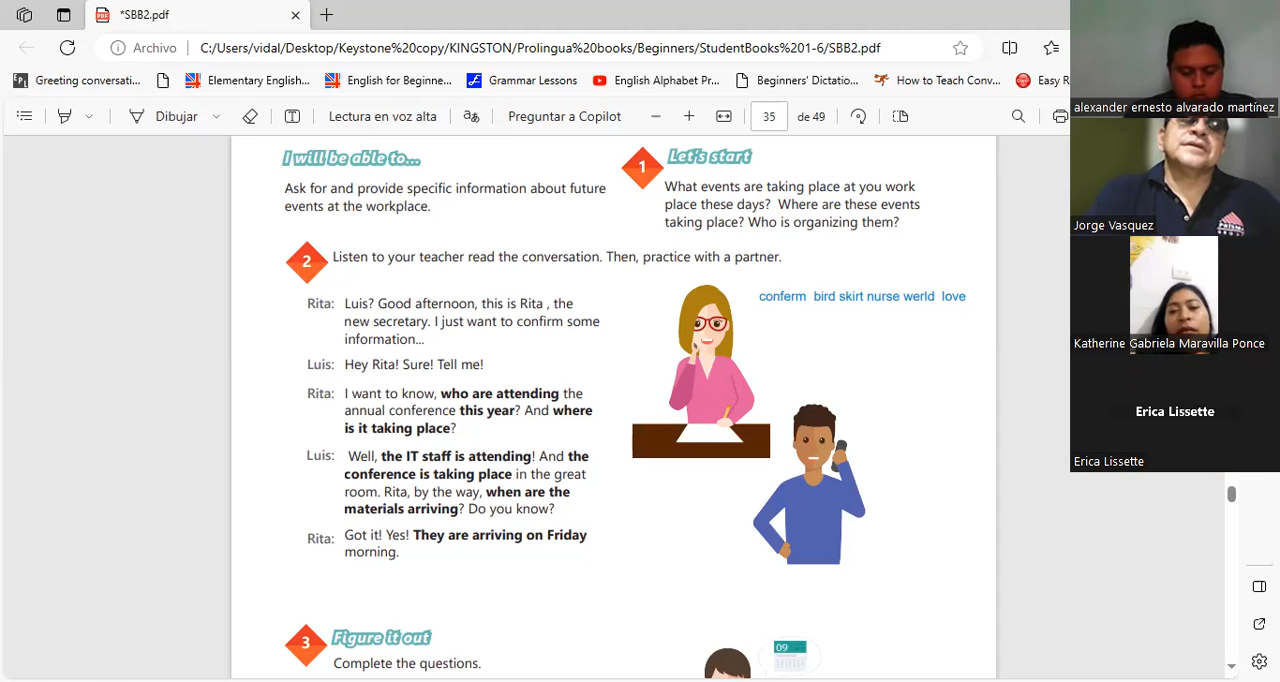 *SBB2.pdf
Archivo
C:/Users/vidal/Desktop/Keystone%20copy/KINGSTON/Prolingua%20books/Beginners/StudentBooks%201-6/SBB2.pdf
Greeting conversati...
Elementary English...
English for Beginne...
Grammar Lessons
English Alphabet Pr...
Beginners' Dictatio...
How to Teach Conv...
Easy R
Dibujar
Lectura en voz alta
Preguntar a Copilot
35
de 49
I will be able to...
Ask for and provide specific information about future
events at the workplace.
1
Let's start
What events are taking place at you work
place these days? Where are these events
taking place? Who is organizing them?
2
Listen to your teacher read the conversation. Then, practice with a partner.
conferm bird skirt nurse werld love
Rita: Luis? Good afternoon, this is Rita , the
new secretary. I just want to confirm some
information...
Luis: Hey Rita! Sure! Tell me!
Rita: I want to know, who are attending the
annual conference this year? And where
is it taking place?
Luis: Well, the IT staff is attending! And the
conference is taking place in the great
room. Rita, by the way, when are the
materials arriving? Do you know?
Rita: Got it! Yes! They are arriving on Friday
morning.
3
Figure it out
Complete the questions.
09
alexander ernesto alvarado martínez
Jorge Vasquez
Katherine Gabriela Maravilla Ponce
Erica Lissette
Erica Lissette